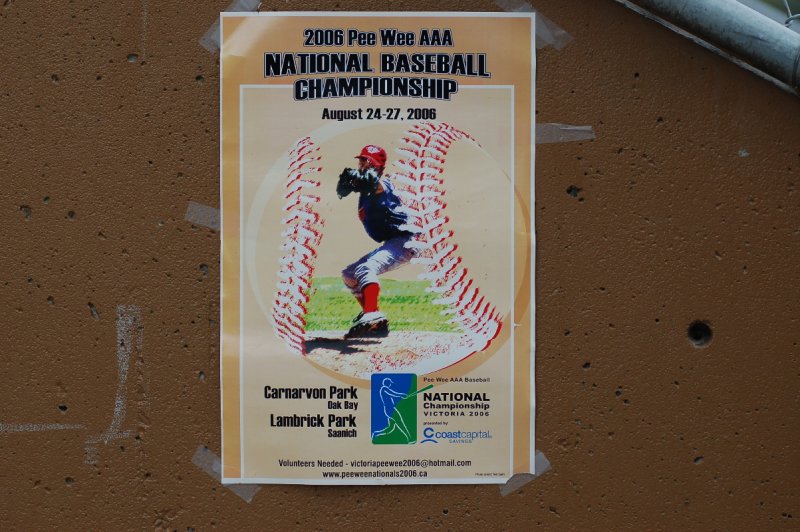 2006 Pee Wee AAA
NATIONAL BASEBALL
CHAMPIONSHIP
August 24-27, 2006
Carnarvon Park
Oak Bay
Lambrick Park
Saanich
Pee Wee AAA Baseball
NATIONAL
Championship
VICTORIA 2006
presented by
coastcapital
SAVINGS
Volunteers Needed - victoriapeewee2006@hotmail.com
www.peeweenationals2006.ca